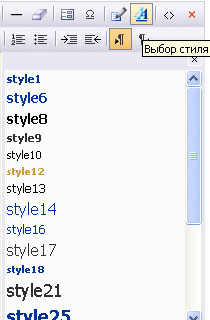 Выбор стиля
style1
style6
style8
style9
style10
style12
style13
style14
style16
style17
style18
style21
style25